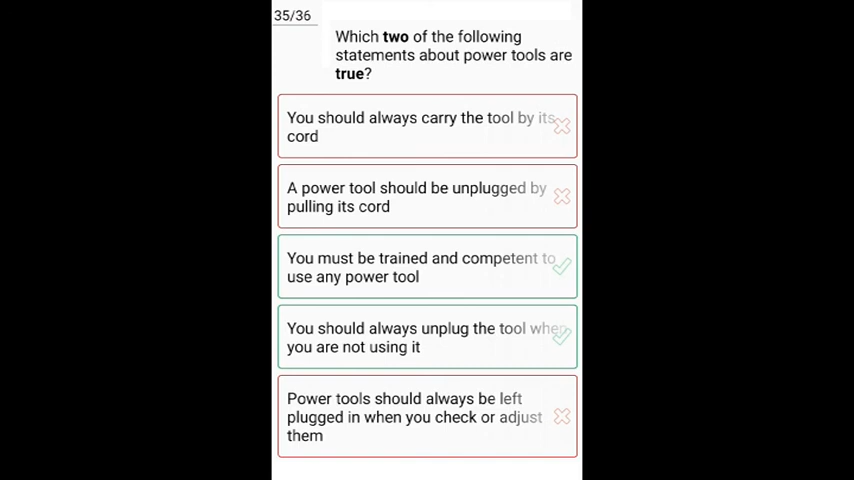 35/36
Which two of the following
statements about power tools are
true?
You should always carry the tool by its
cord
A power tool should be unplugged by
pulling its cord
You must be trained and competent to
use any power tool
You should always unplug the tool when
you are not using it
Power tools should always be left
plugged in when you check or adjust
them